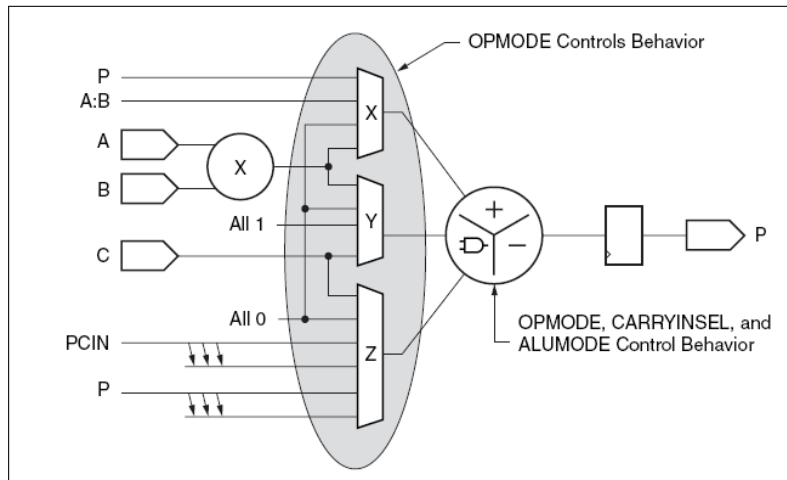 OPMODE Controls Behavior
P
A:B
X
A
X
B
All 1
Y
+
−
P
C
All 0
OPMODE, CARRYINSEL, and
ALUMODE Control Behavior
PCIN
Z
P